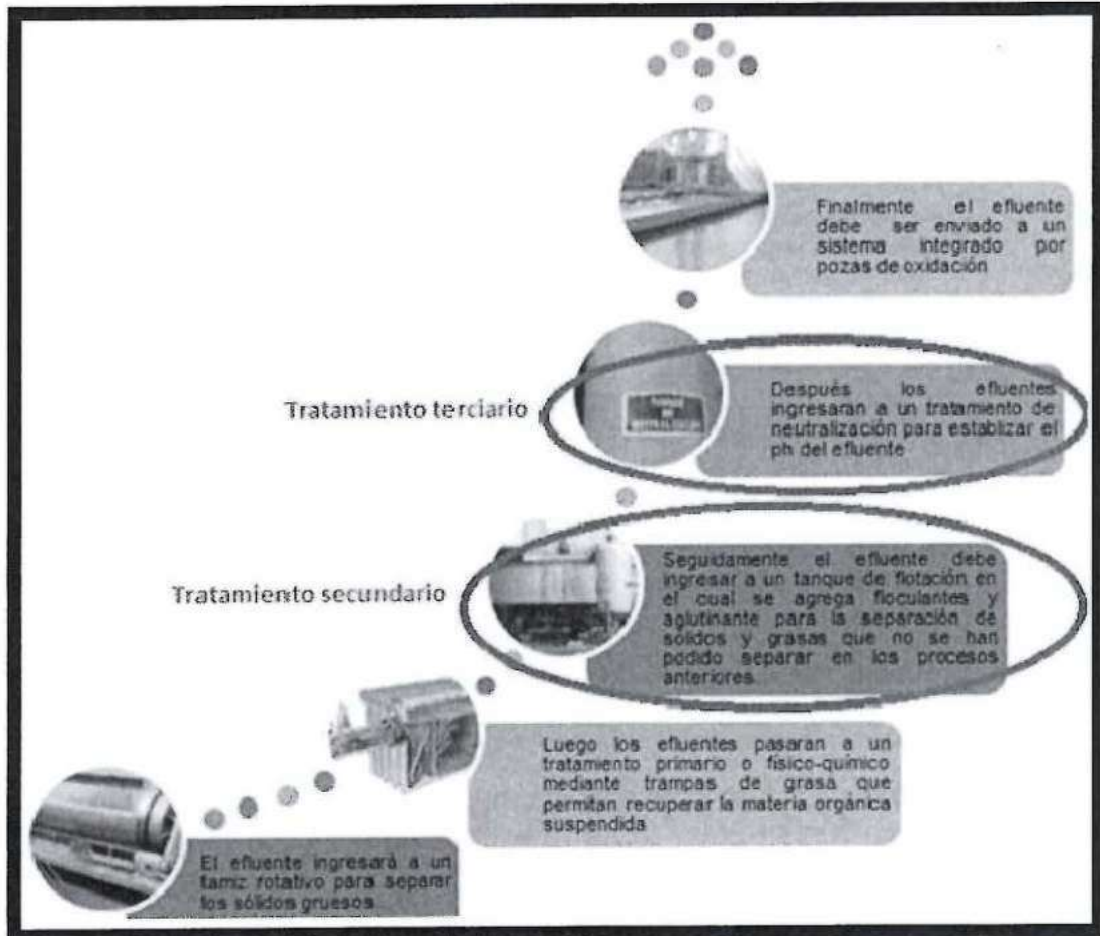 Finalmente el efluente
debe ser enviado a un
sistema integrado por
pozas de oxidación
Tratamiento terciario
Después los efluentes
ingresaran a un tratamiento de
neutralización para establizar el
ph del efluente
Tratamiento secundario
Seguidamente el efluente debe
ingresar a un tanque de flotación en
el cual se agrega floculantes y
aglutinante para la separación de
sólidos y grasas que no se han
podido separar en los procesos
anteriores.
Luego los efluentes pasaran a un
tratamiento primario o físico-químico
mediante trampas de grasa que
permitan recuperar la materia orgánica
suspendida
El efluente ingresará a un
tamiz rotativo para separar
los sólidos gruesos